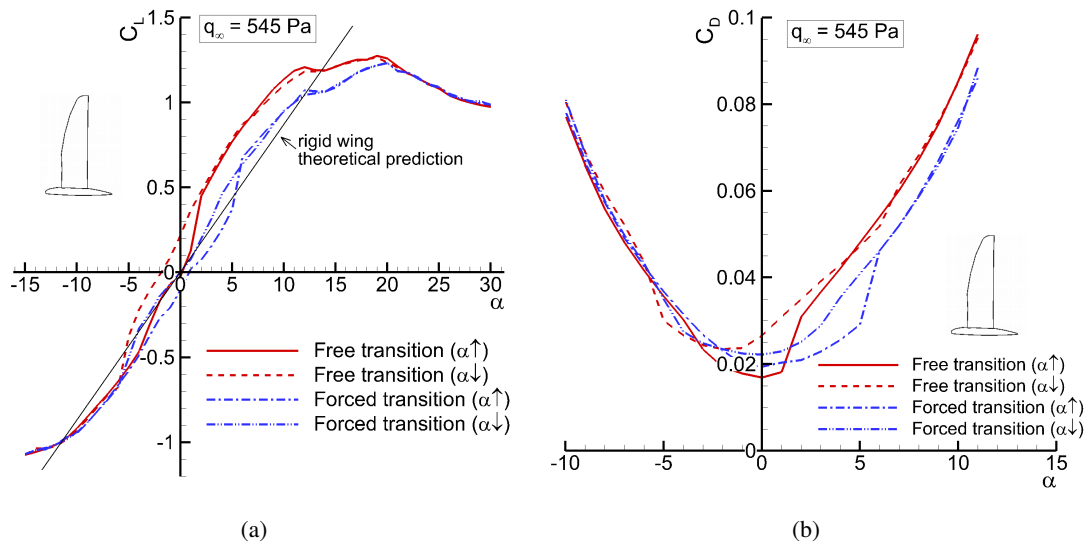 C_L
1.5
q∞ = 545 Pa
1
rigid wing
theoretical prediction
0.5
0
-15 -10 -5 0 5 10 15 20 25 30
α
-0.5
-1
Free transition (α↑)
Free transition (α↓)
Forced transition (α↑)
Forced transition (α↓)
(a)
C_D
0.1
q∞ = 545 Pa
0.08
0.06
0.04
0.02
Free transition (α↑)
Free transition (α↓)
Forced transition (α↑)
Forced transition (α↓)
0
-10 -5 0 5 10 15
α
(b)